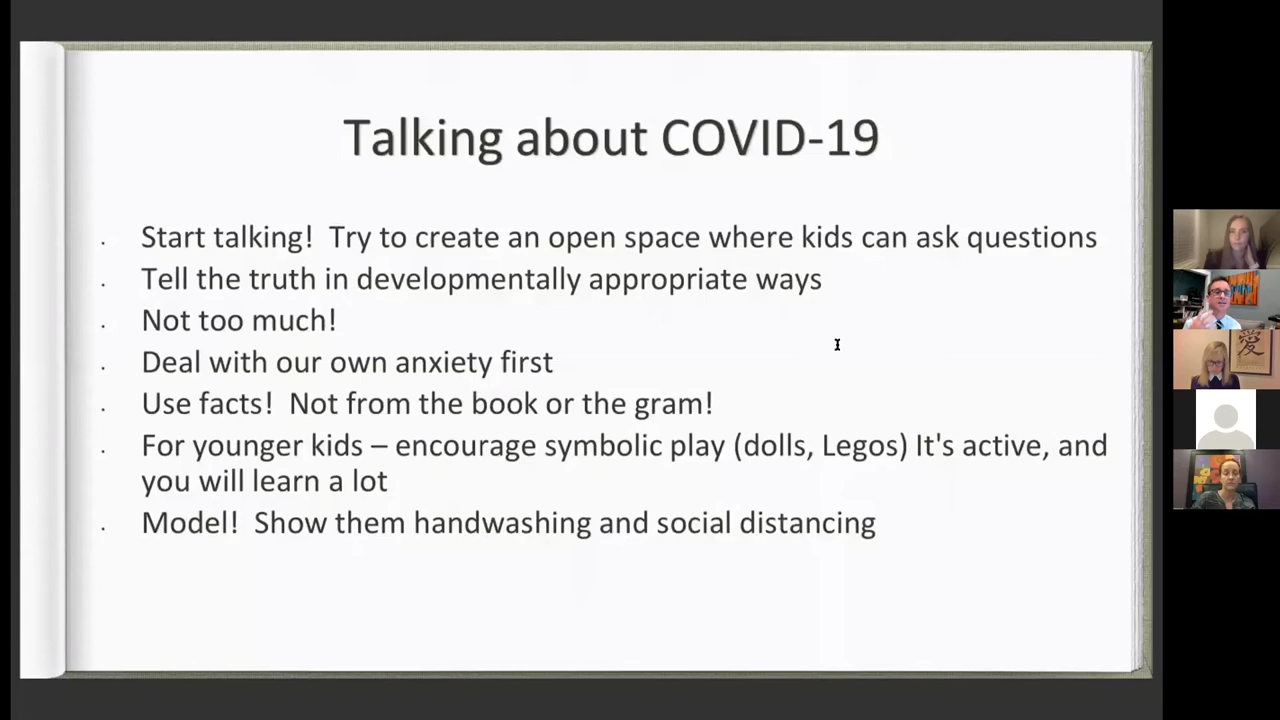 Talking about COVID-19
Start talking!  Try to create an open space where kids can ask questions
Tell the truth in developmentally appropriate ways
Not too much!
Deal with our own anxiety first
Use facts!  Not from the book or the gram!
For younger kids – encourage symbolic play (dolls, Legos) It's active, and
you will learn a lot
Model!  Show them handwashing and social distancing
愛